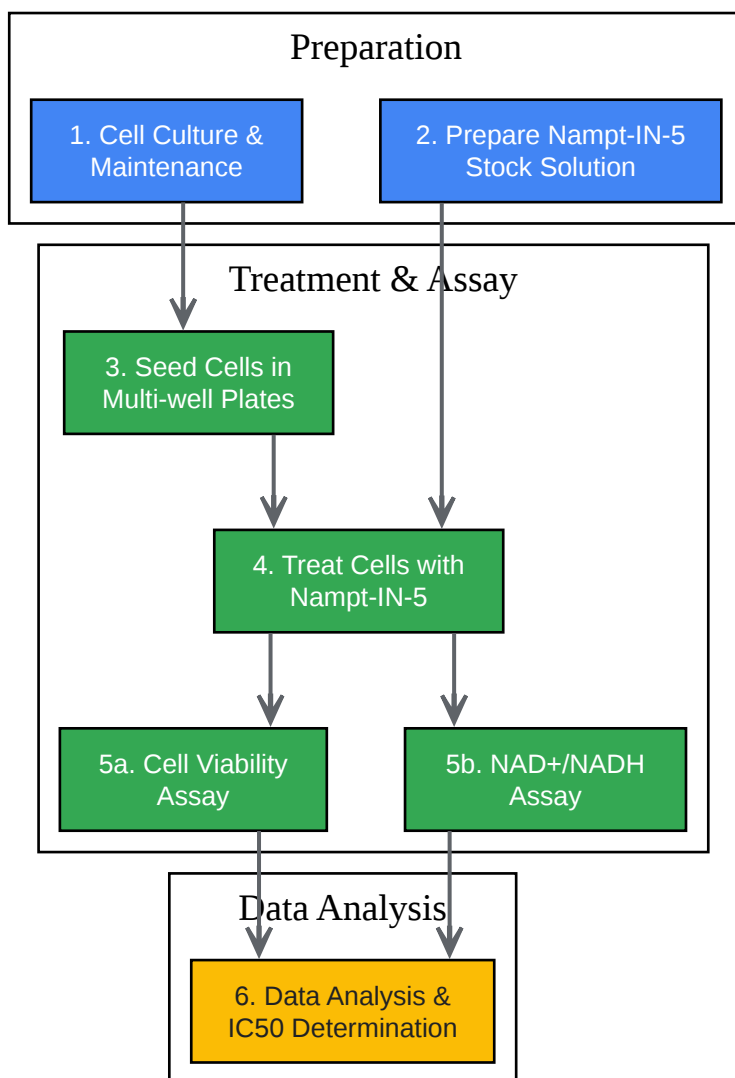 Preparation
1. Cell Culture &
Maintenance
2. Prepare Nampt-IN-5
Stock Solution
Treatment & Assay
3. Seed Cells in
Multi-well Plates
4. Treat Cells with
Nampt-IN-5
5a. Cell Viability
Assay
5b. NAD+/NADH
Assay
Data Analysis
6. Data Analysis &
IC50 Determination